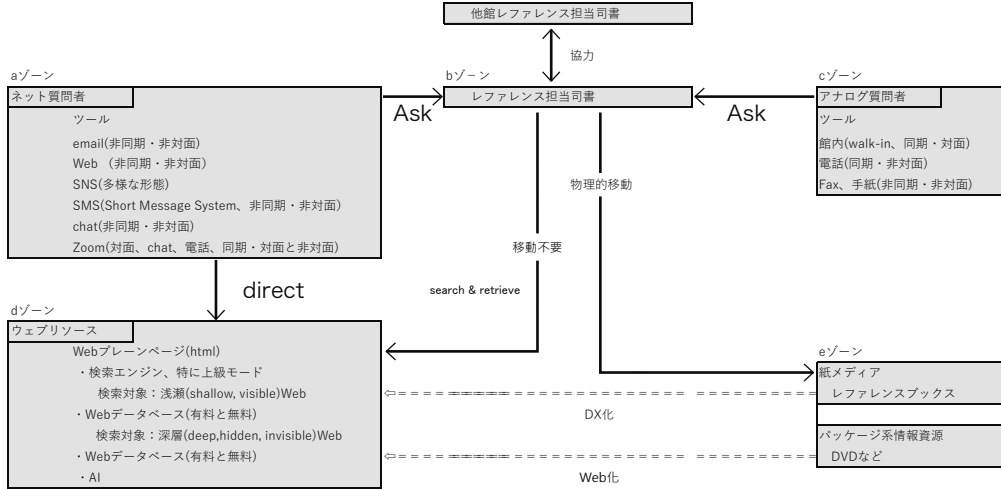 他館レファレンス担当司書
協力
aゾーン
ネット質問者
ツール
email(非同期・非対面)
Web （非同期・非対面)
SNS(多様な形態)
SMS(Short Message System、非同期・非対面)
chat(非同期・非対面)
Zoom(対面、chat、電話、同期・対面と非対面)
Ask
bゾーン
レファレンス担当司書
Ask
cゾーン
アナログ質問者
ツール
館内(walk-in、同期・対面)
電話(同期・非対面)
Fax、手紙(非同期・非対面)
物理的移動
移動不要
search & retrieve
direct
dゾーン
ウェブリソース
Webプレーンページ(html)
・検索エンジン、特に上級モード
検索対象：浅瀬(shallow, visible)Web
・Webデータベース(有料と無料)
検索対象：深層(deep,hidden, invisible)Web
・Webデータベース(有料と無料)
・AI
DX化
Web化
eゾーン
紙メディア
レファレンスブックス
パッケージ系情報資源
DVDなど